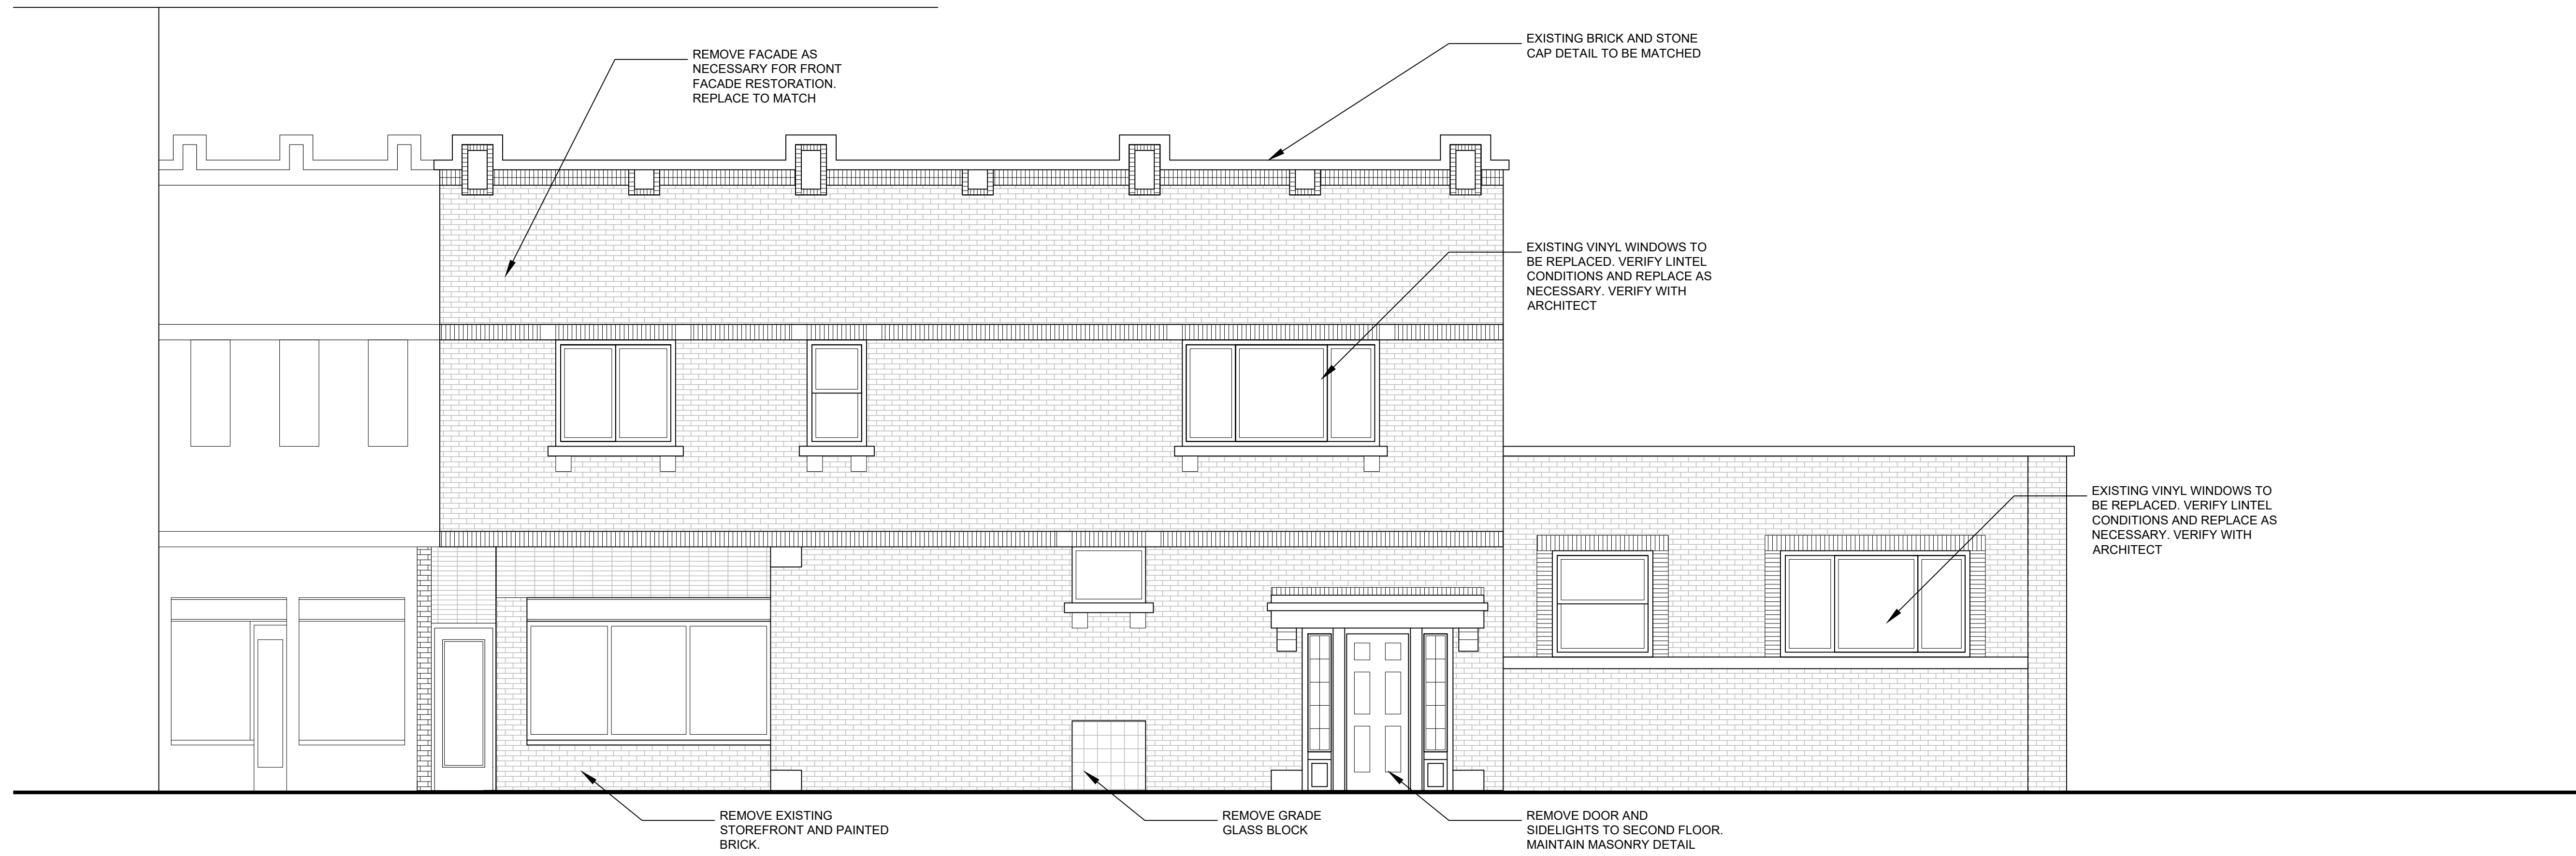 REMOVE FACADE AS
NECESSARY FOR FRONT
FACADE RESTORATION.
REPLACE TO MATCH
EXISTING BRICK AND STONE
CAP DETAIL TO BE MATCHED
EXISTING VINYL WINDOWS TO
BE REPLACED. VERIFY LINTEL
CONDITIONS AND REPLACE AS
NECESSARY. VERIFY WITH
ARCHITECT
EXISTING VINYL WINDOWS TO
BE REPLACED. VERIFY LINTEL
CONDITIONS AND REPLACE AS
NECESSARY. VERIFY WITH
ARCHITECT
REMOVE EXISTING
STOREFRONT AND PAINTED
BRICK.
REMOVE GRADE
GLASS BLOCK
REMOVE DOOR AND
SIDELIGHTS TO SECOND FLOOR.
MAINTAIN MASONRY DETAIL